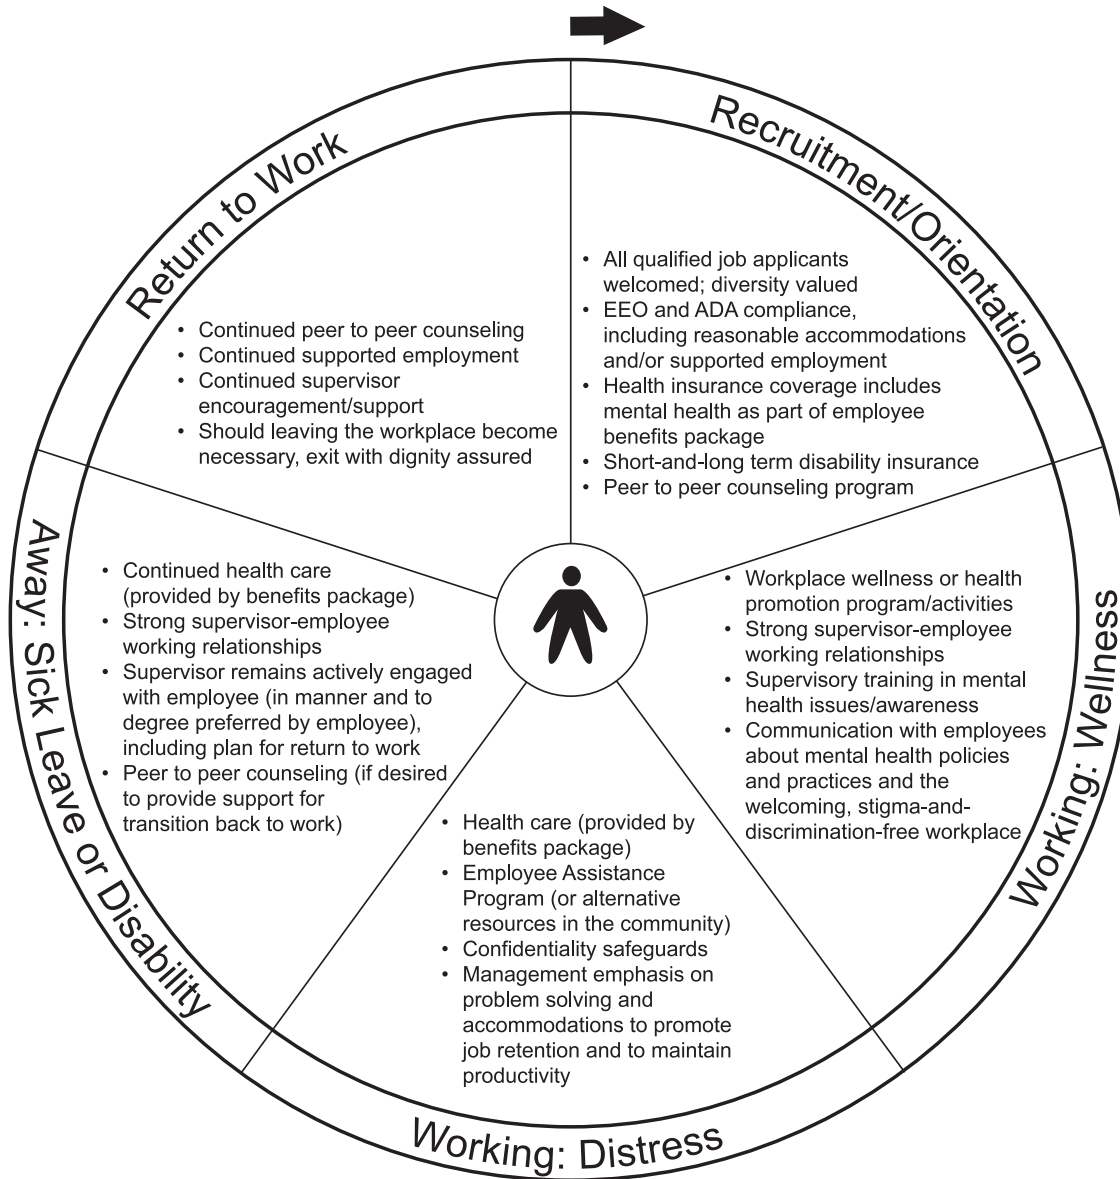 Recruitment/Orientation
• All qualified job applicants
welcomed; diversity valued
• EEO and ADA compliance,
including reasonable accommodations
and/or supported employment
• Health insurance coverage includes
mental health as part of employee
benefits package
• Short-and-long term disability insurance
• Peer to peer counseling program
Working: Wellness
• Workplace wellness or health
promotion program/activities
• Strong supervisor-employee
working relationships
• Supervisory training in mental
health issues/awareness
• Communication with employees
about mental health policies
and practices and the
welcoming, stigma-and-
discrimination-free workplace
Working: Distress
• Health care (provided by
benefits package)
• Employee Assistance
Program (or alternative
resources in the community)
• Confidentiality safeguards
• Management emphasis on
problem solving and
accommodations to promote
job retention and to maintain
productivity
Away: Sick Leave or Disability
• Continued health care
(provided by benefits package)
• Strong supervisor-employee
working relationships
• Supervisor remains actively engaged
with employee (in manner and to
degree preferred by employee),
including plan for return to work
• Peer to peer counseling (if desired
to provide support for
transition back to work)
Return to Work
• Continued peer to peer counseling
• Continued supported employment
• Continued supervisor
encouragement/support
• Should leaving the workplace become
necessary, exit with dignity assured